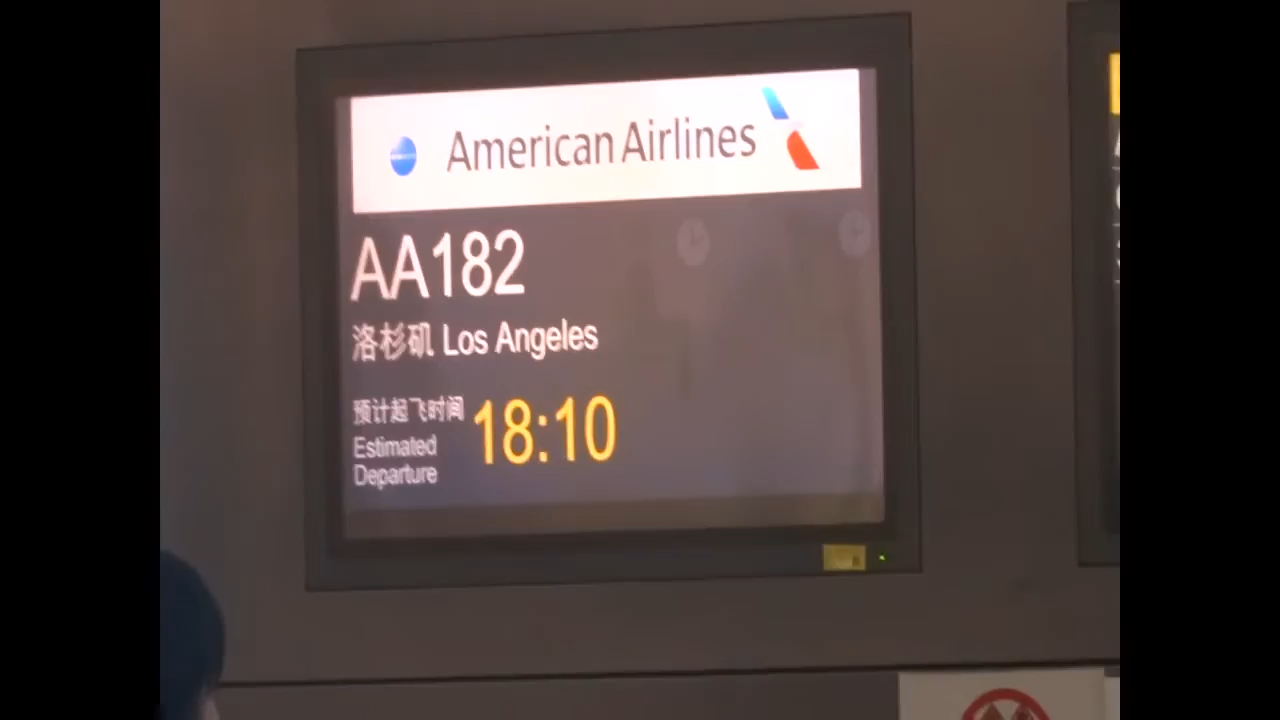 American Airlines
AA182
洛杉矶 Los Angeles
预计起飞时间
18:10
Estimated
Departure